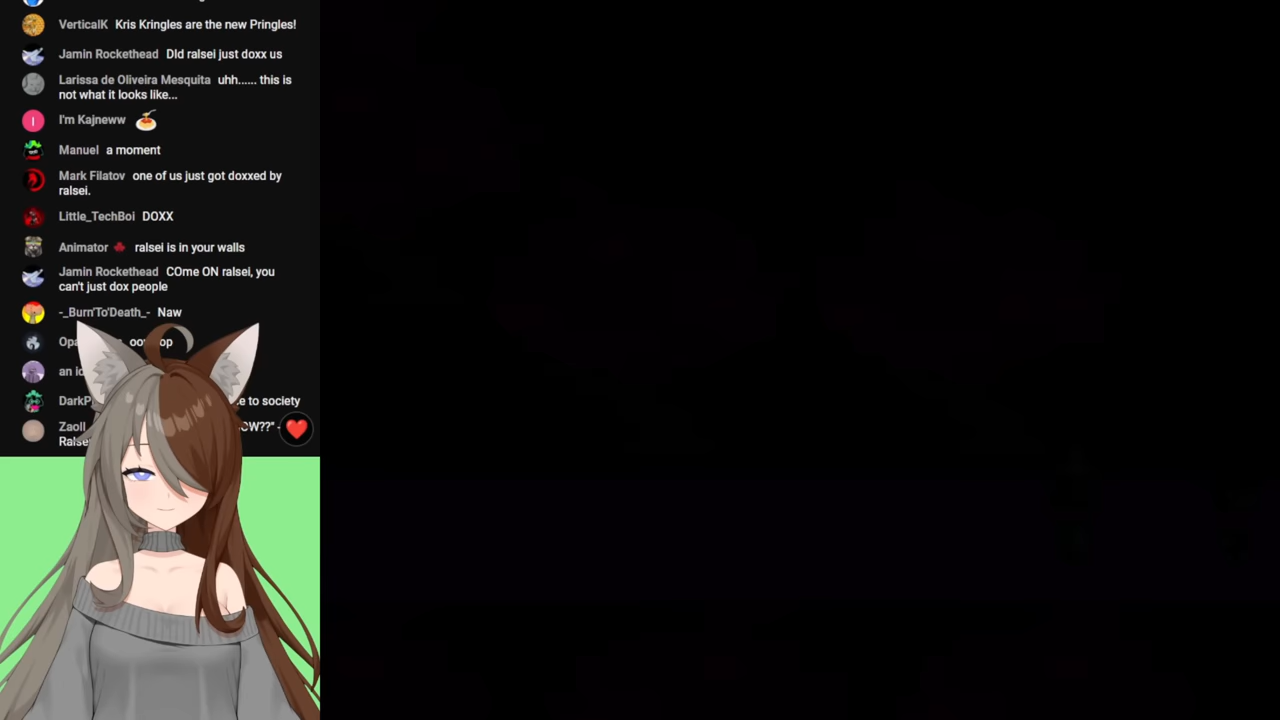 VerticalK Kris Kringles are the new Pringles!
Jamin Rockethead DId ralsei just doxx us
Larissa de Oliveira Mesquita uhh...... this is
not what it looks like...
I'm Kajneww
Manuel a moment
Mark Filatov one of us just got doxxed by
ralsei.
Little_TechBoi DOXX
Animator ralsei is in your walls
Jamin Rockethead COme ON ralsei, you
can't just dox people
-_Burn'To'Death_- Naw
an
e to society
Zaoll